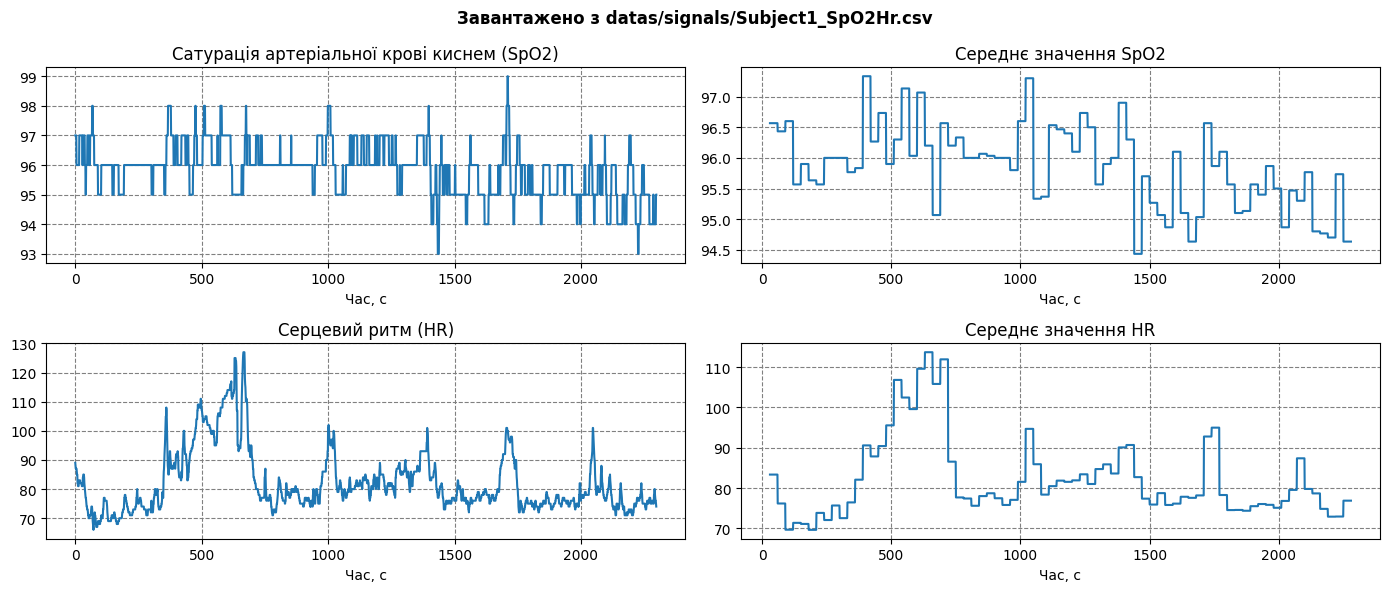 Завантажено з datas/signals/Subject1_SpO2Hr.csv
Сатурація артеріальної крові киснем (SpO2)
99
98
97
96
95
94
93
0 500 1000 1500 2000
Час, с
Середнє значення SpO2
97.0
96.5
96.0
95.5
95.0
94.5
0 500 1000 1500 2000
Час, с
Серцевий ритм (HR)
130
120
110
100
90
80
70
0 500 1000 1500 2000
Час, с
Середнє значення HR
110
100
90
80
70
0 500 1000 1500 2000
Час, с